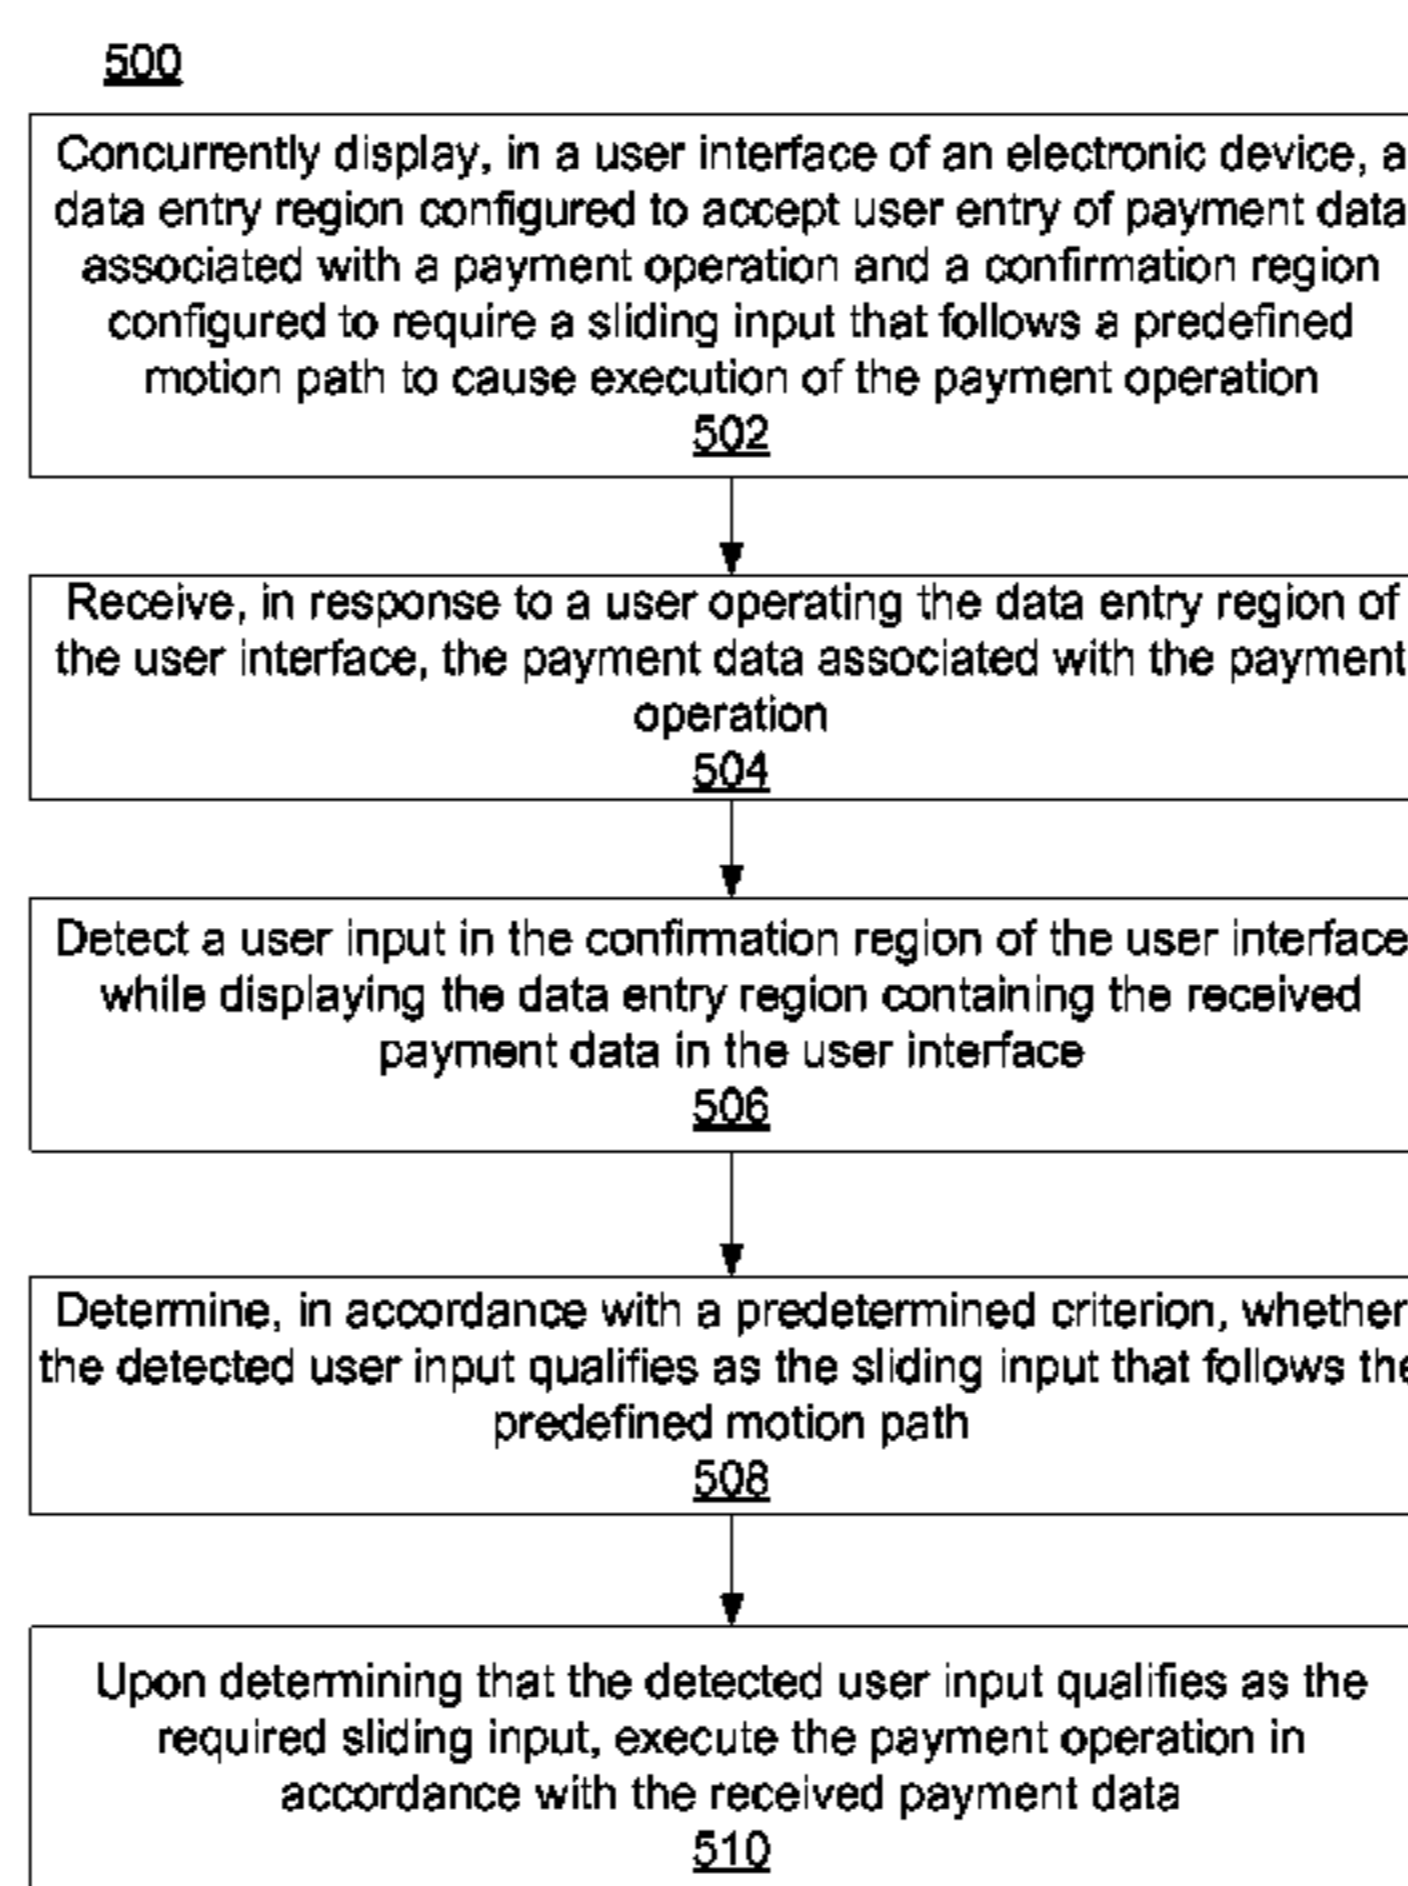 500
Concurrently display, in a user interface of an electronic device, a
data entry region configured to accept user entry of payment data
associated with a payment operation and a confirmation region
configured to require a sliding input that follows a predefined
motion path to cause execution of the payment operation
502
Receive, in response to a user operating the data entry region of
the user interface, the payment data associated with the payment
operation
504
Detect a user input in the confirmation region of the user interface
while displaying the data entry region containing the received
payment data in the user interface
506
Determine, in accordance with a predetermined criterion, whether
the detected user input qualifies as the sliding input that follows the
predefined motion path
508
Upon determining that the detected user input qualifies as the
required sliding input, execute the payment operation in
accordance with the received payment data
510